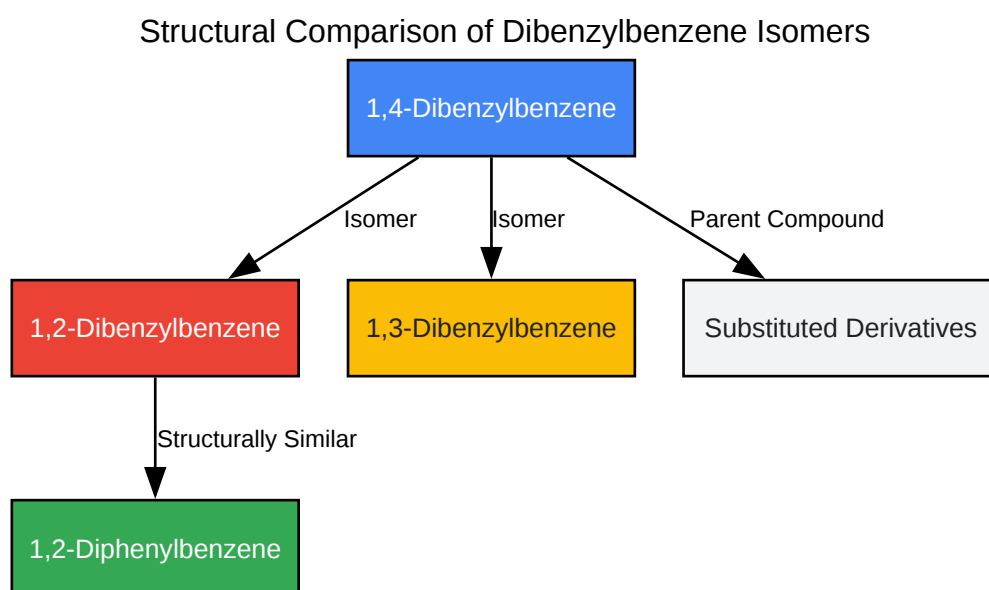 Structural Comparison of Dibenzylbenzene Isomers
1,4-Dibenzylbenzene
Isomer
Isomer
Parent Compound
1,2-Dibenzylbenzene
1,3-Dibenzylbenzene
Substituted Derivatives
Structurally Similar
1,2-Diphenylbenzene